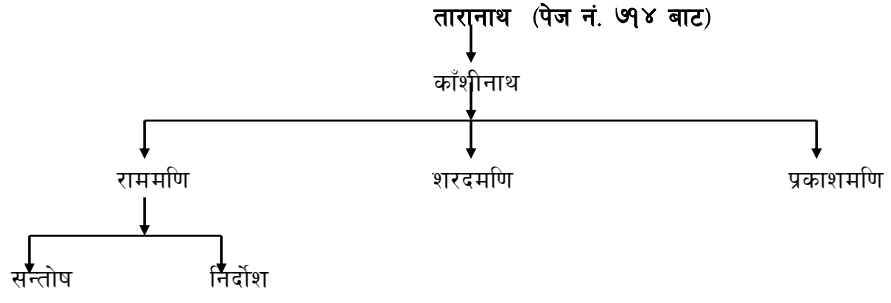 तारानाथ (पेज नं. ७१४ बाट)
काँशीनाथ
राममणि शरदमणि प्रकाशमणि
सन्तोष निर्दोश